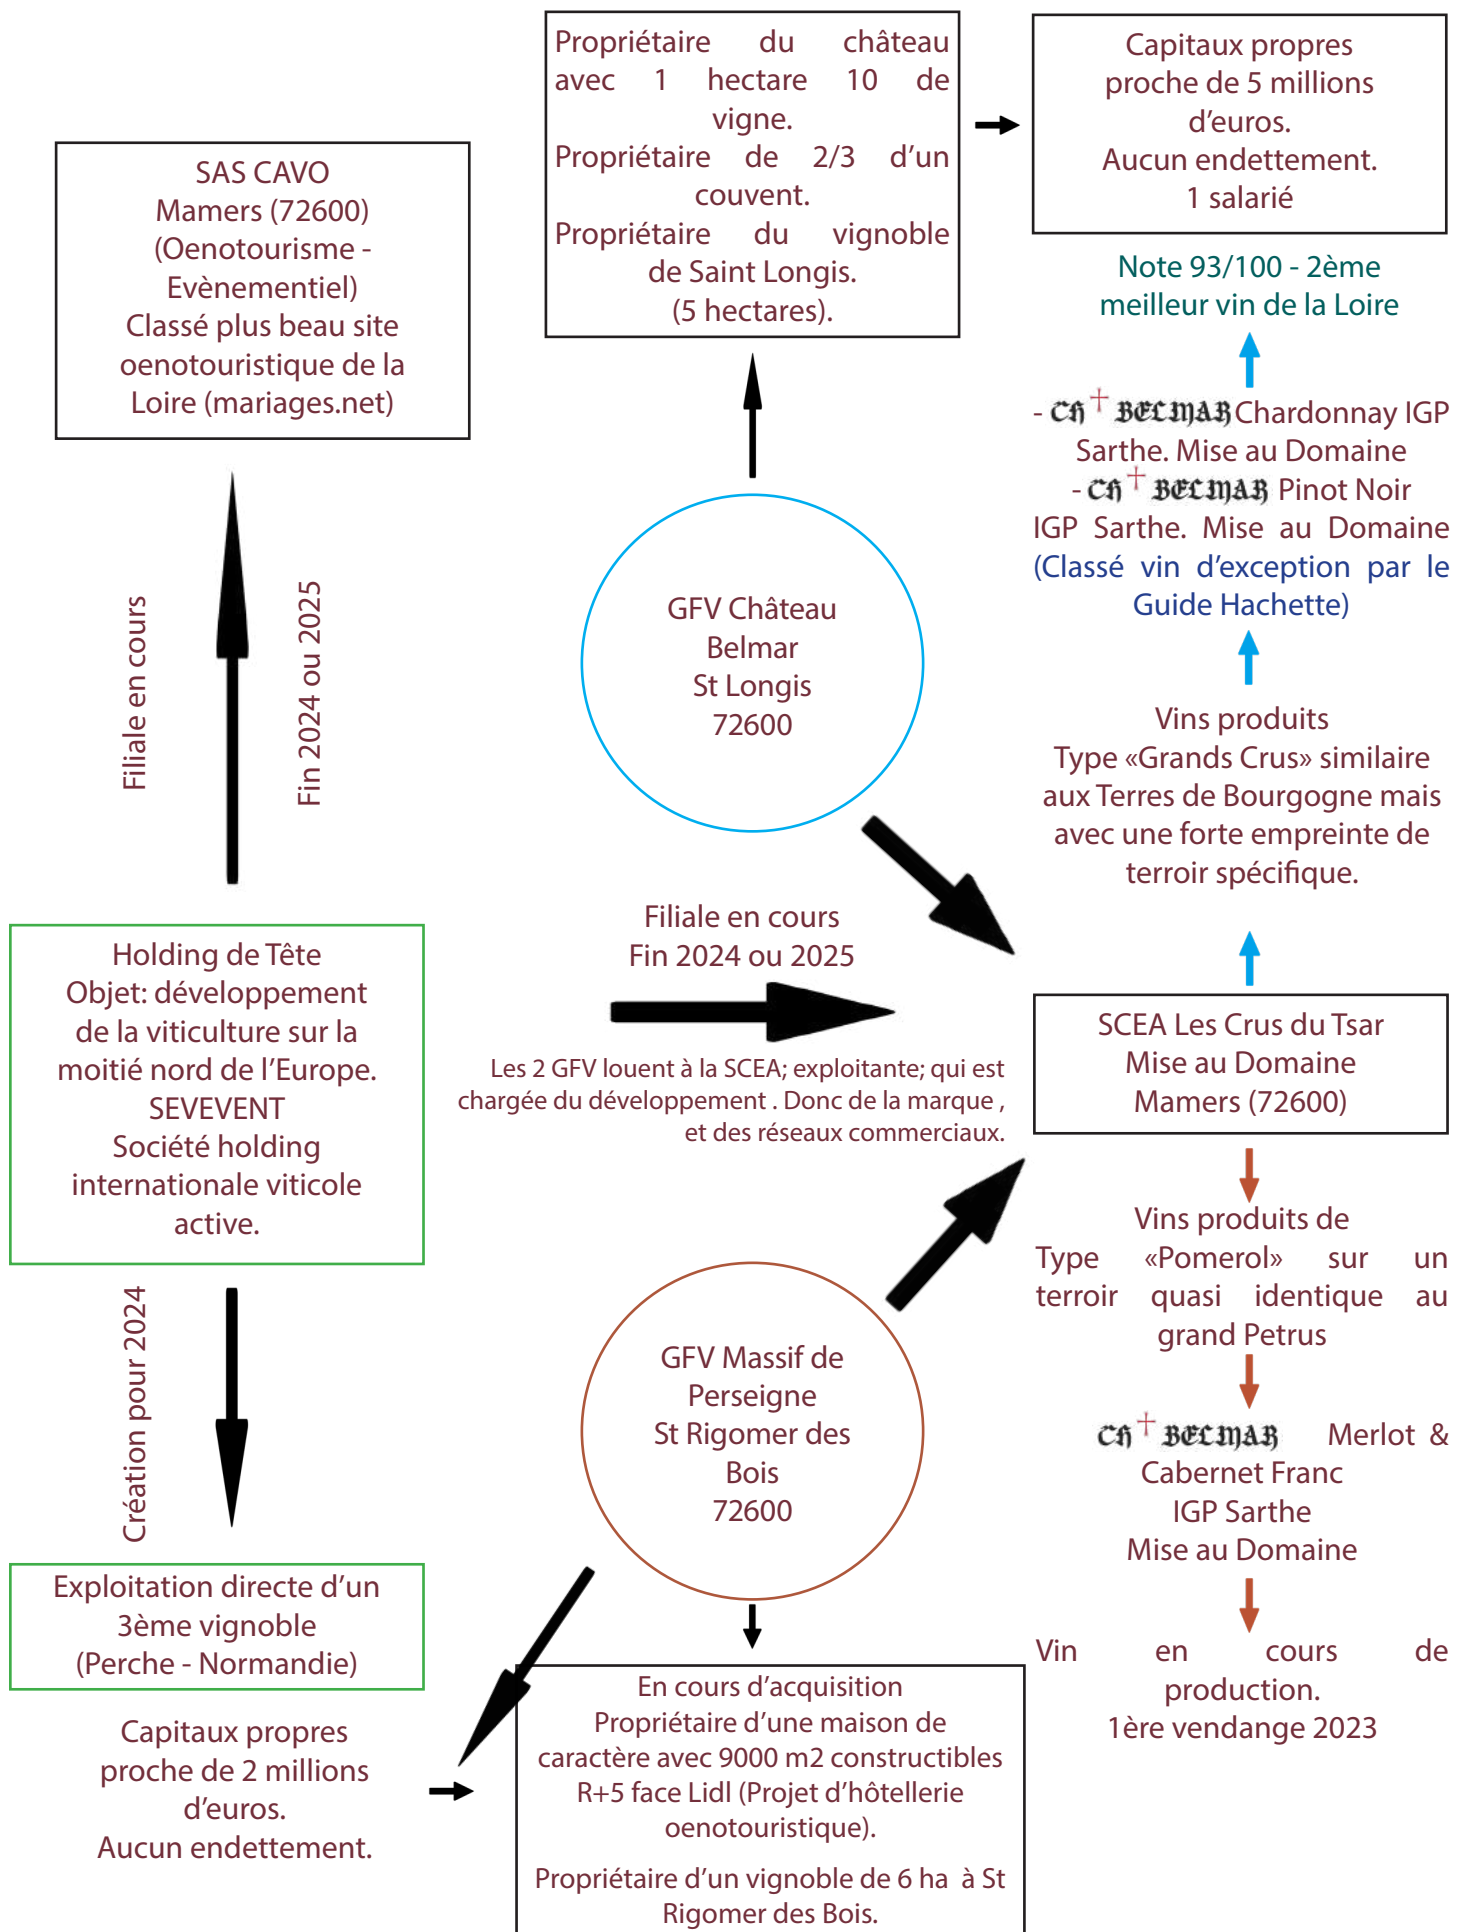 Propriétaire du château
avec 1 hectare 10 de
vigne.
Propriétaire de 2/3 d'un
couvent.
Propriétaire du vignoble
de Saint Longis.
(5 hectares).
Capitaux propres
proche de 5 millions
d'euros.
Aucun endettement.
1 salarié
SAS CAVO
Mamers (72600)
(Oenotourisme -
Evènementiel)
Classé plus beau site
oenotouristique de la
Loire (mariages.net)
Note 93/100 - 2ème
meilleur vin de la Loire
- CH † BELMAR Chardonnay IGP
Sarthe. Mise au Domaine
- CH † BELMAR Pinot Noir
IGP Sarthe. Mise au Domaine
(Classé vin d'exception par le
Guide Hachette)
Filiale en cours
Fin 2024 ou 2025
GFV Château
Belmar
St Longis
72600
Vins produits
Type «Grands Crus» similaire
aux Terres de Bourgogne mais
avec une forte empreinte de
terroir spécifique.
Filiale en cours
Fin 2024 ou 2025
Holding de Tête
Objet: développement
de la viticulture sur la
moitié nord de l'Europe.
SEVEVENT
Société holding
internationale viticole
active.
Les 2 GFV louent à la SCEA; exploitante; qui est
chargée du développement . Donc de la marque ,
et des réseaux commerciaux.
SCEA Les Crus du Tsar
Mise au Domaine
Mamers (72600)
Vins produits de
Type «Pomerol» sur un
terroir quasi identique au
grand Petrus
Création pour 2024
GFV Massif de
Perseigne
St Rigomer des
Bois
72600
CH † BELMAR Merlot &
Cabernet Franc
IGP Sarthe
Mise au Domaine
Exploitation directe d'un
3ème vignoble
(Perche - Normandie)
Vin en cours de
production.
1ère vendange 2023
Capitaux propres
proche de 2 millions
d'euros.
Aucun endettement.
En cours d'acquisition
Propriétaire d'une maison de
caractère avec 9000 m2 constructibles
R+5 face Lidl (Projet d'hôtellerie
oenotouristique).
Propriétaire d'un vignoble de 6 ha à St
Rigomer des Bois.